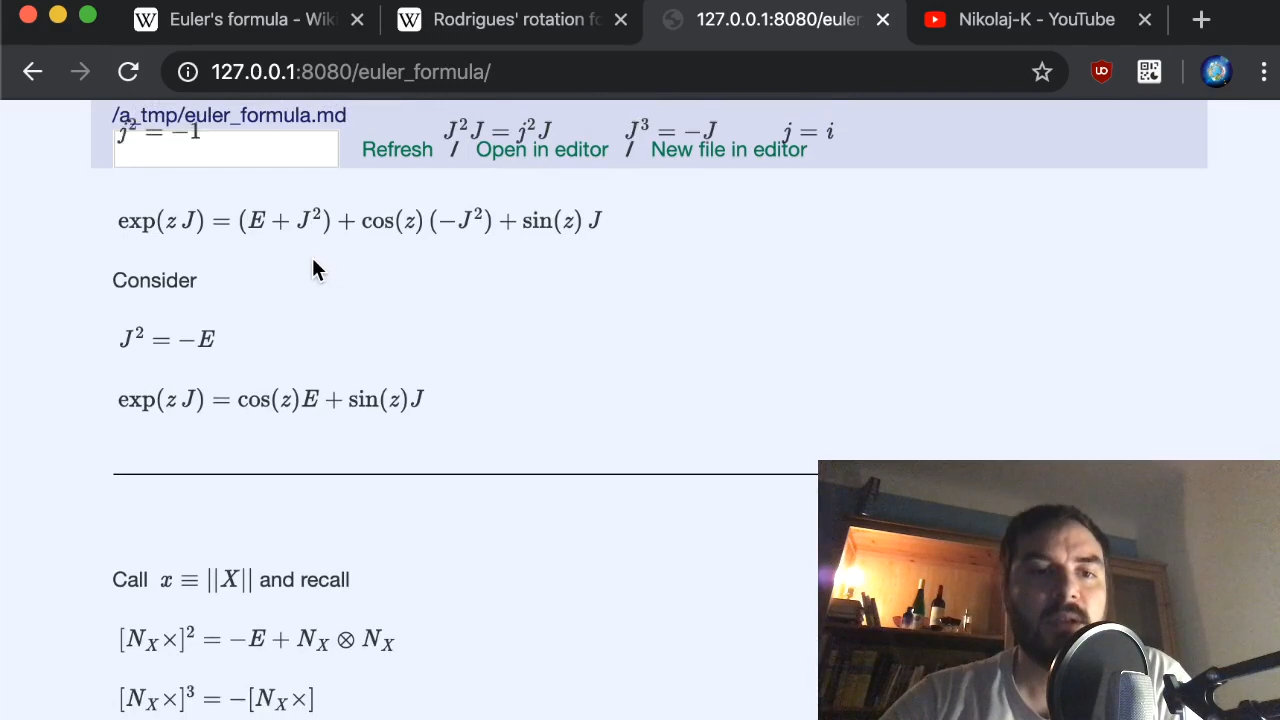 Euler's formula - Wiki
Rodrigues' rotation fo
127.0.0.1:8080/euler
Nikolaj-K - YouTube
127.0.0.1:8080/euler_formula/
/a_tmp/euler_formula.md
j² = −1 J²J = j²J J³ = −J j = i
Refresh / Open in editor / New file in editor
exp(z J) = (E + J²) + cos(z) (−J²) + sin(z) J
Consider
J² = −E
exp(z J) = cos(z)E + sin(z)J
Call x ≡ ||X|| and recall
[N_X×]² = −E + N_X ⊗ N_X
[N_X×]³ = −[N_X×]